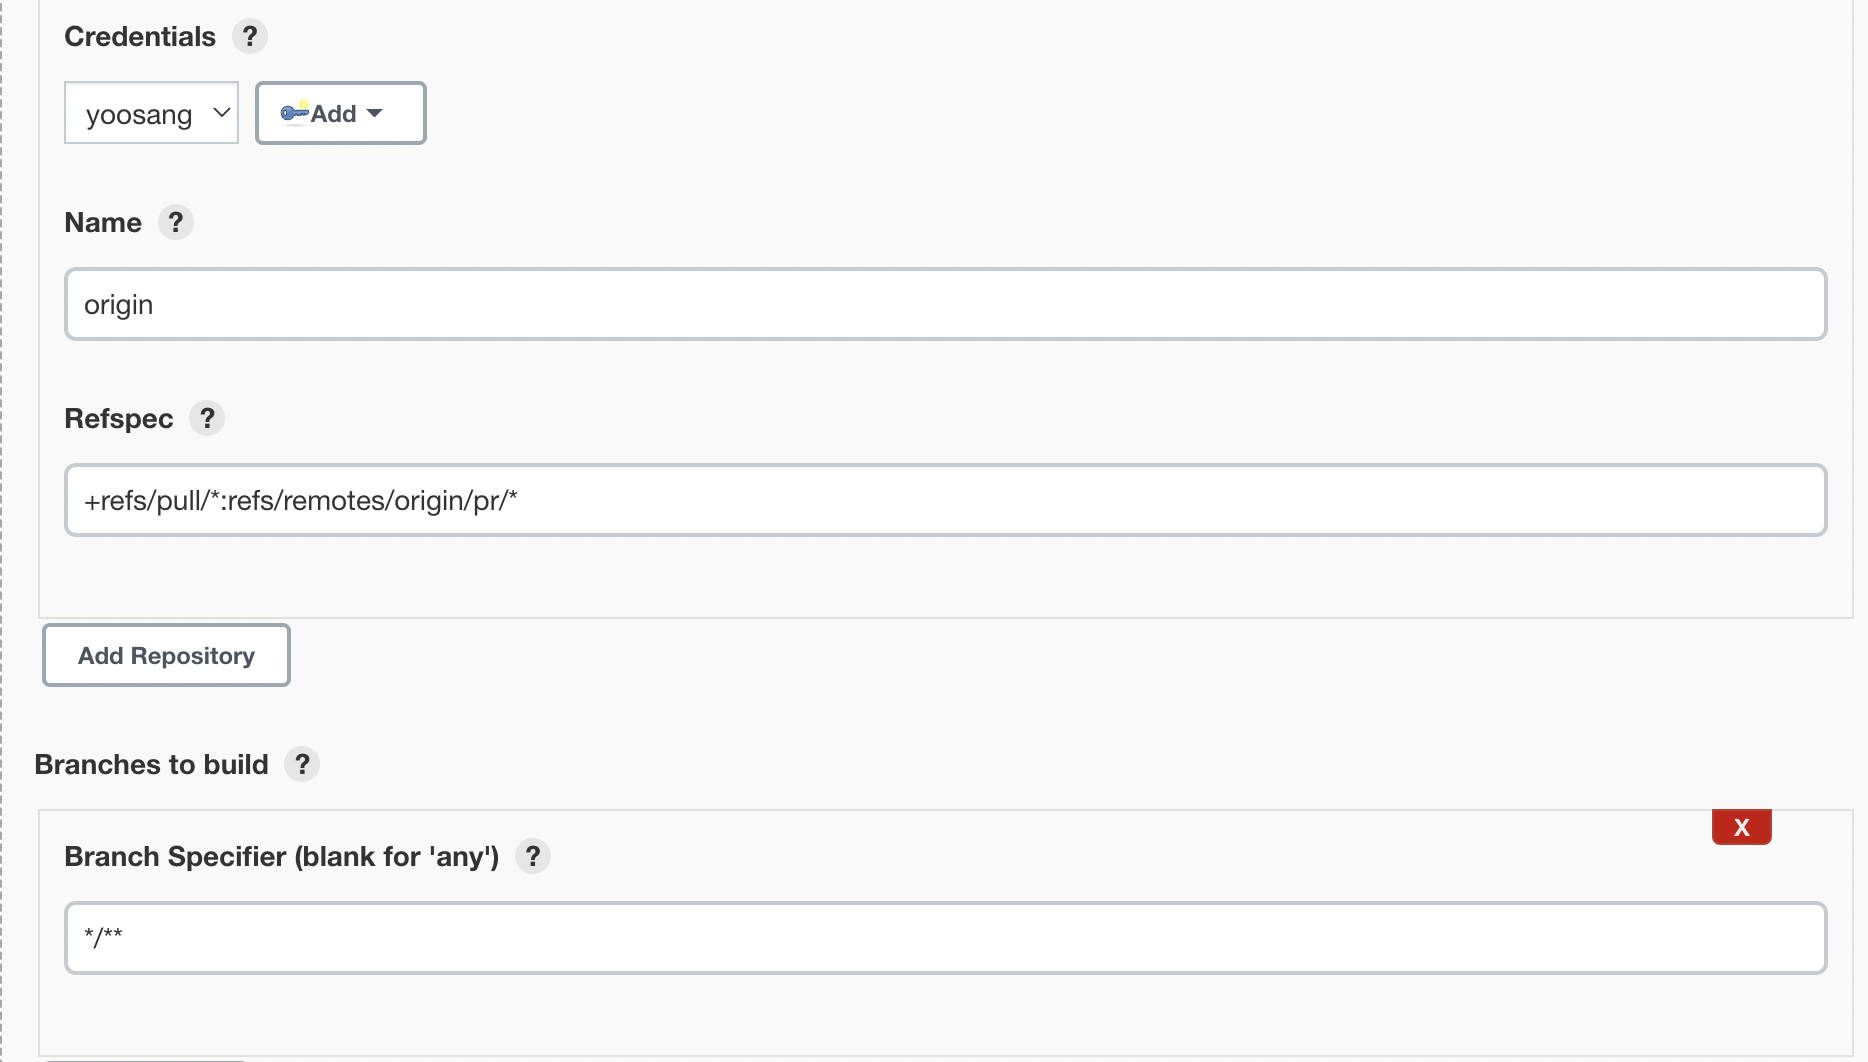 Credentials ?
yoosang Add
Name ?
origin
Refspec ?
+refs/pull/*:refs/remotes/origin/pr/*
Add Repository
Branches to build ?
X
Branch Specifier (blank for 'any') ?
*/**